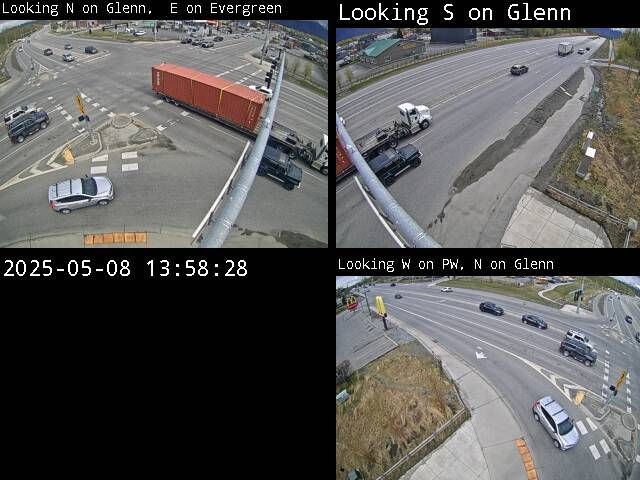 Looking N on Glenn,  E on Evergreen
Looking S on Glenn
2025-05-08 13:58:28
Looking W on PW, N on Glenn